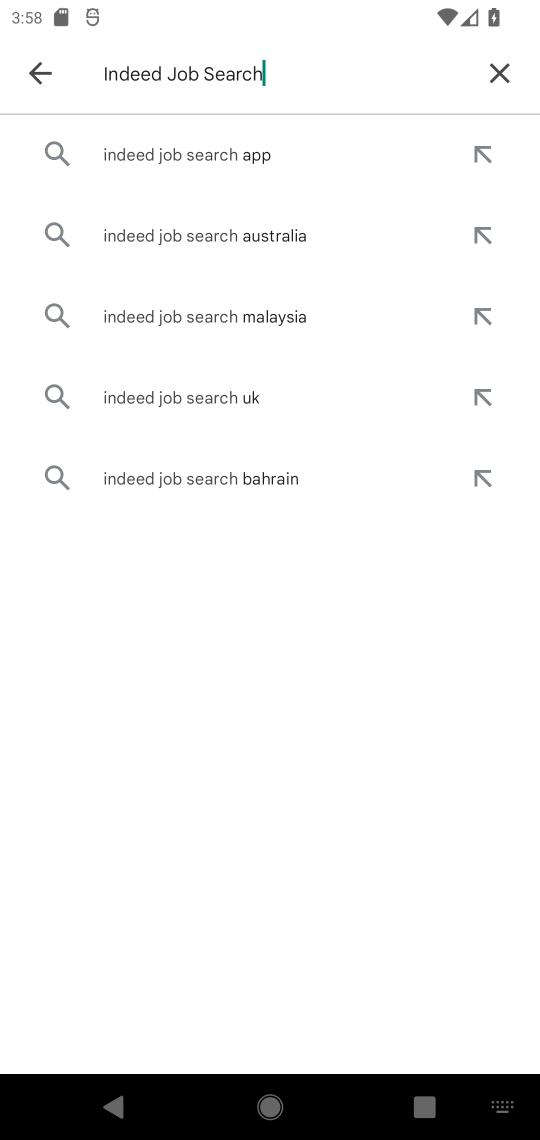 3:58
Indeed Job Search
indeed job search app
indeed job search australia
indeed job search malaysia
indeed job search uk
indeed job search bahrain